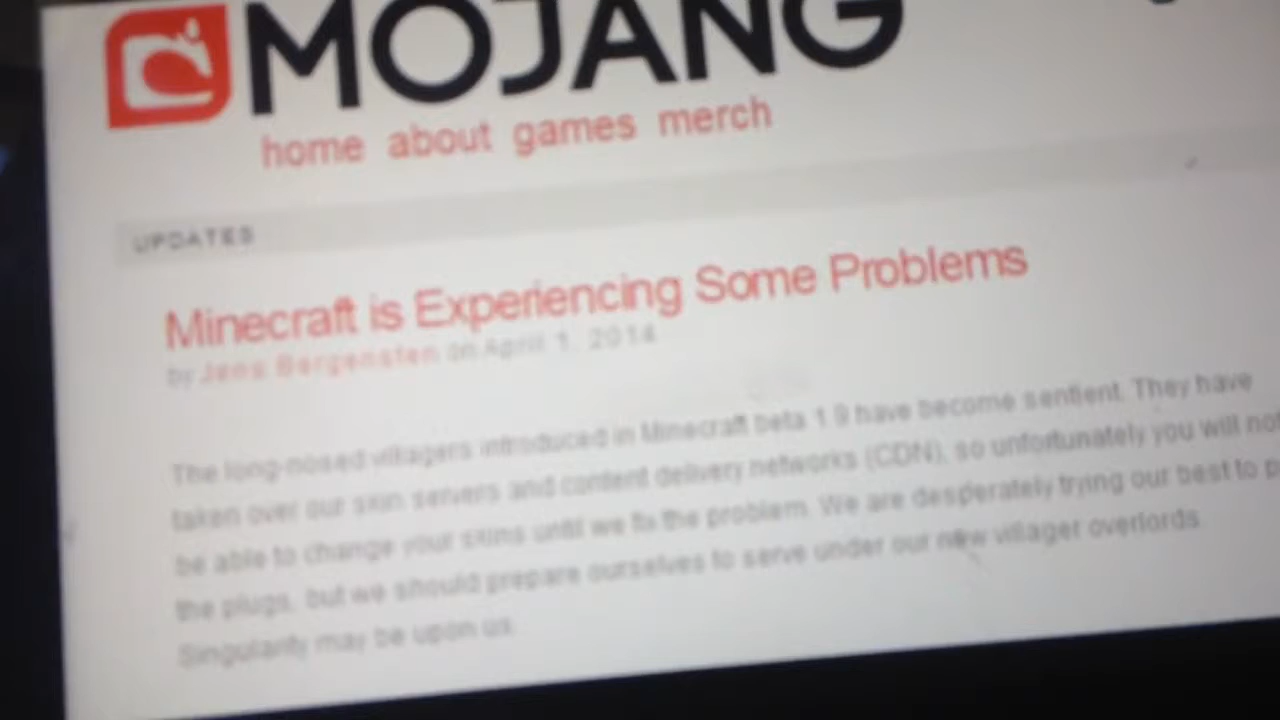 MOJANG
home about games merch
UPDATES
Minecraft is Experiencing Some Problems
by Jens Bergensten on April 1, 2014
The long-nosed villagers introduced in Minecraft beta 1.9 have become sentient. They have
taken over our skin servers and content delivery networks (CDN), so unfortunately you will not
be able to change your skins until we fix the problem. We are desperately trying our best to
the plugs, but we should prepare ourselves to serve under our new villager overlords.
Singularity may be upon us.